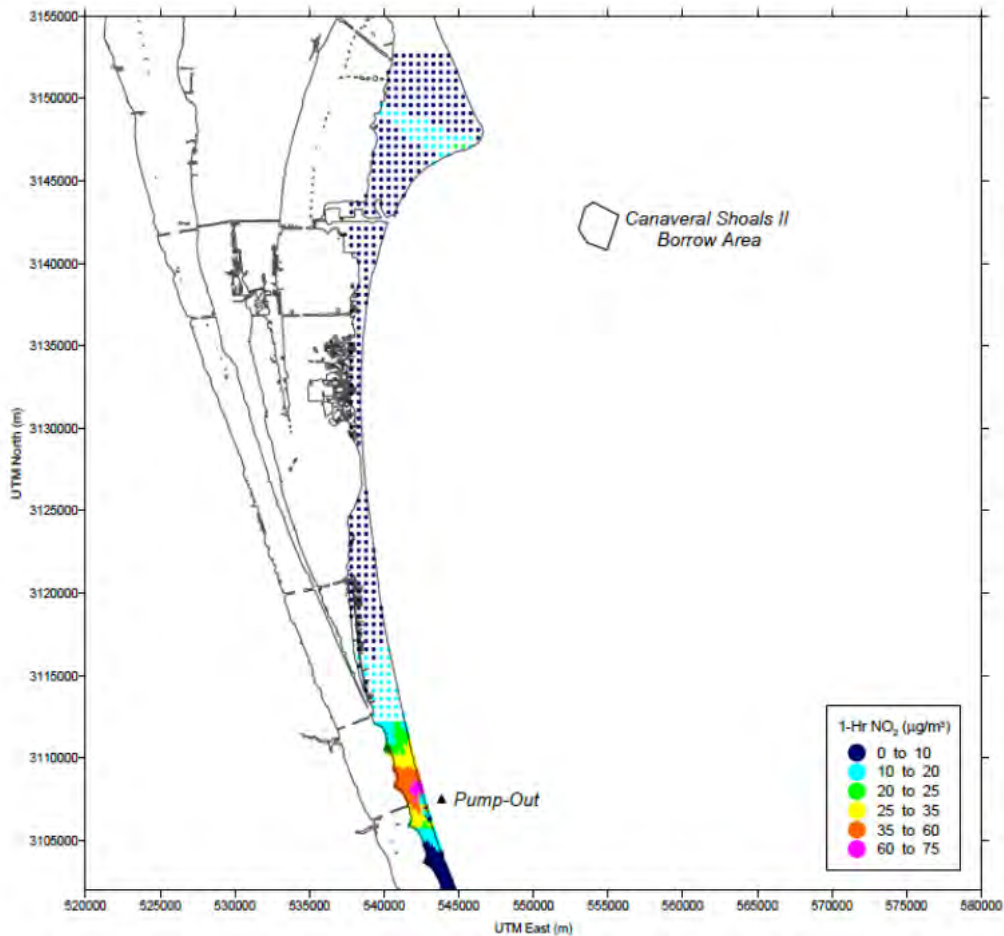 3155000
3150000
3145000
3140000
3135000
3130000
3125000
3120000
3115000
3110000
3105000
UTM North (m)
Canaveral Shoals II
Borrow Area
Pump-Out
1-Hr NO₂ (µg/m³)
0 to 10
10 to 20
20 to 25
25 to 35
35 to 60
60 to 75
520000 525000 530000 535000 540000 545000 550000 555000 560000 565000 570000 575000 580000
UTM East (m)